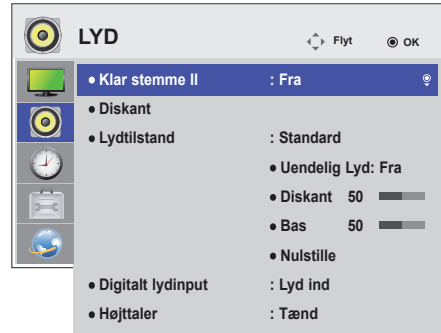 LYD
Flyt
OK
● Klar stemme II : Fra
● Diskant
● Lydtilstand : Standard
● Uendelig Lyd: Fra
● Diskant 50
● Bas 50
● Nulstille
● Digitalt lydinput : Lyd ind
● Højttaler : Tænd